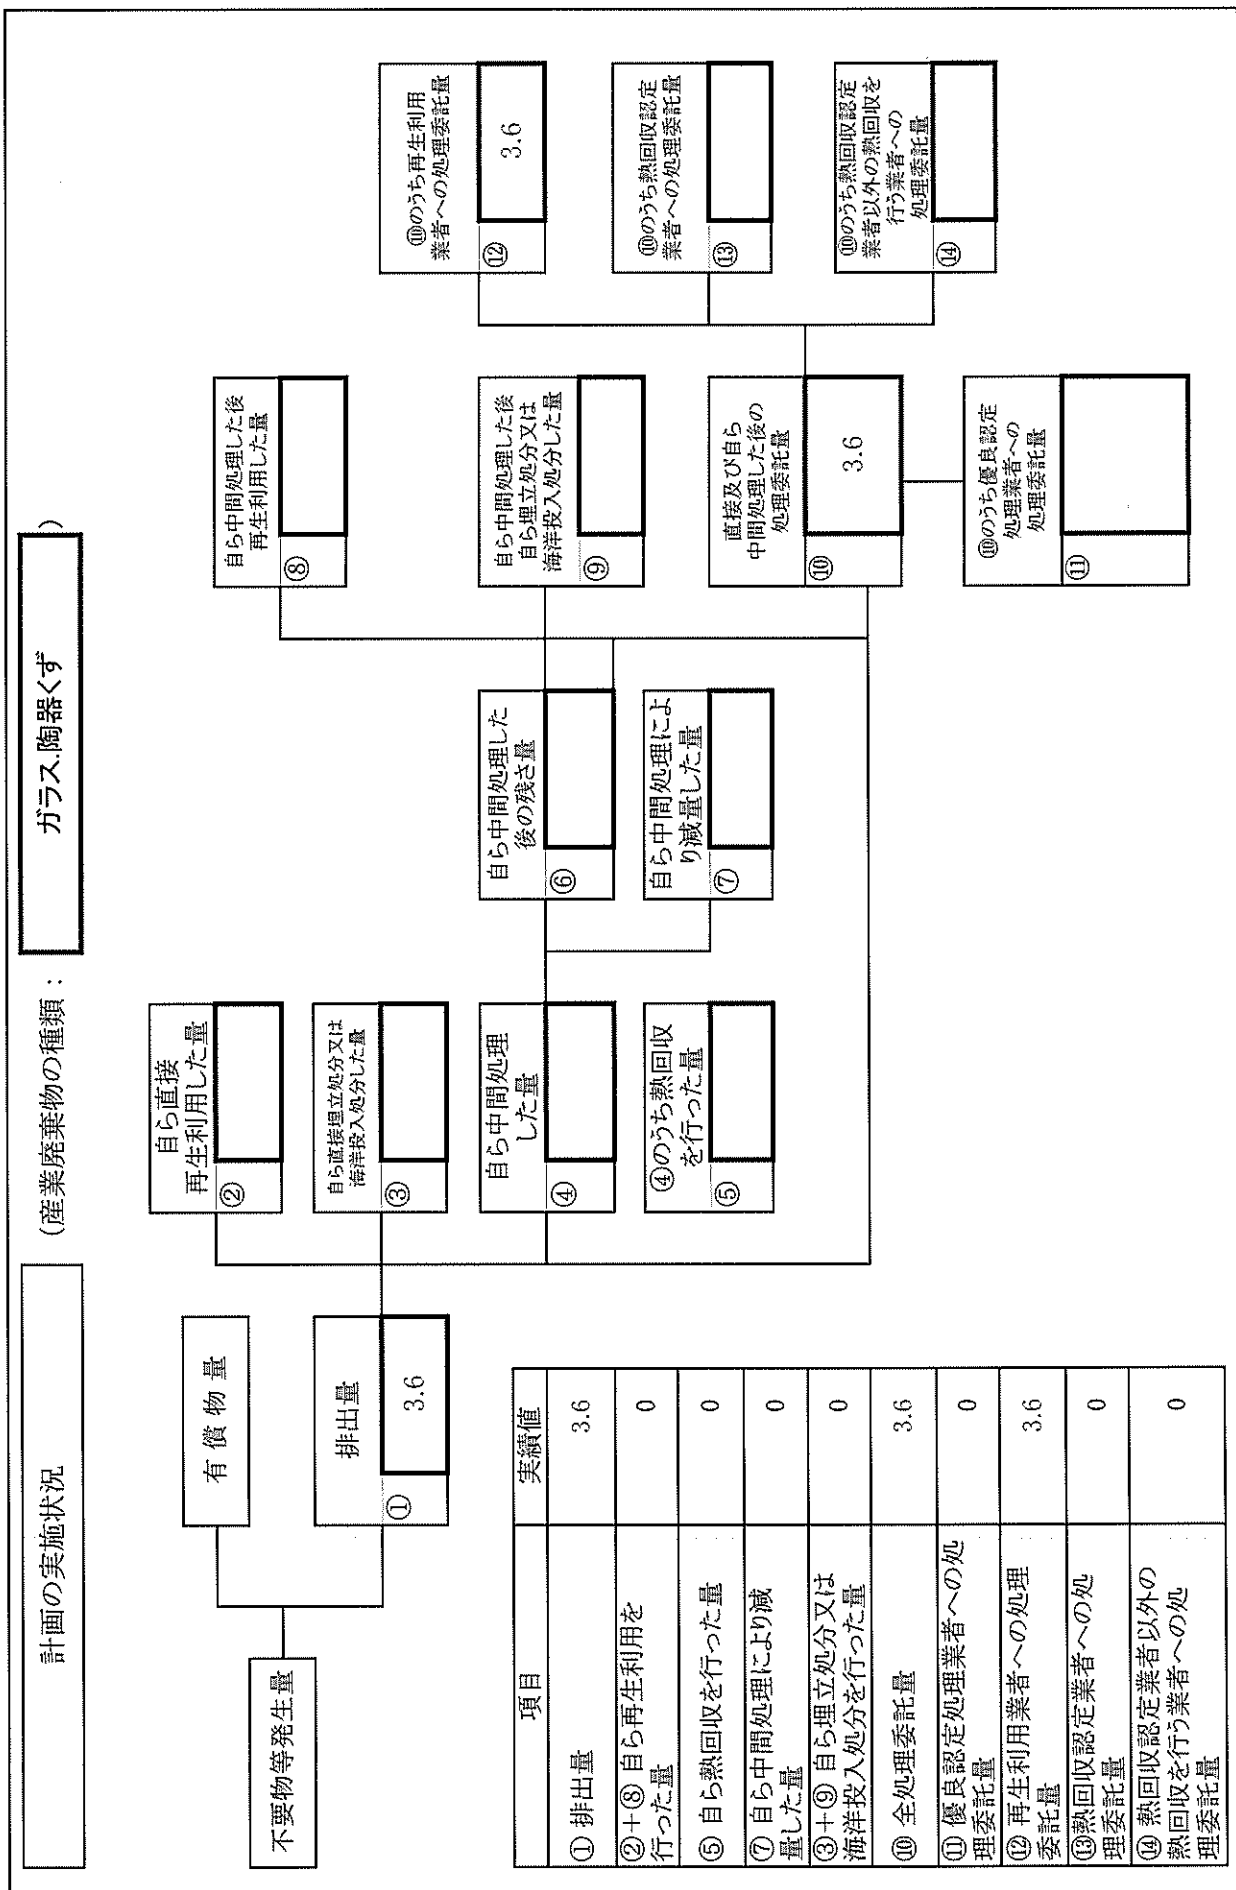 計画の実施状況
(産業廃棄物の種類：
ガラス.陶器くず
)
不要物等発生量
有 償 物 量
排出量
①
3.6
自ら直接
再生利用した量
②
自ら直接埋立処分又は
海洋投入処分した量
③
自ら中間処理
した量
④
④のうち熱回収
を行った量
⑤
自ら中間処理した
後の残さ量
⑥
自ら中間処理によ
り減量した量
⑦
自ら中間処理した後
再生利用した量
⑧
自ら中間処理した後
自ら埋立処分又は
海洋投入処分した量
⑨
直接及び自ら
中間処理した後の
処理委託量
⑩
3.6
⑩のうち優良認定
処理業者への
処理委託量
⑪
⑩のうち再生利用
業者への処理委託量
⑫
3.6
⑩のうち熱回収認定
業者への処理委託量
⑬
⑩のうち熱回収認定
業者以外の熱回収を
行う業者への
処理委託量
⑭
項目
実績値
① 排出量
3.6
②+⑧ 自ら再生利用を
行った量
0
⑤ 自ら熱回収を行った量
0
⑦ 自ら中間処理により減
量した量
0
③+⑨ 自ら埋立処分又は
海洋投入処分を行った量
0
⑩ 全処理委託量
3.6
⑪ 優良認定処理業者への処
理委託量
0
⑫ 再生利用業者への処理
委託量
3.6
⑬熱回収認定業者への処
理委託量
0
⑭ 熱回収認定業者以外の
熱回収を行う業者への処
理委託量
0